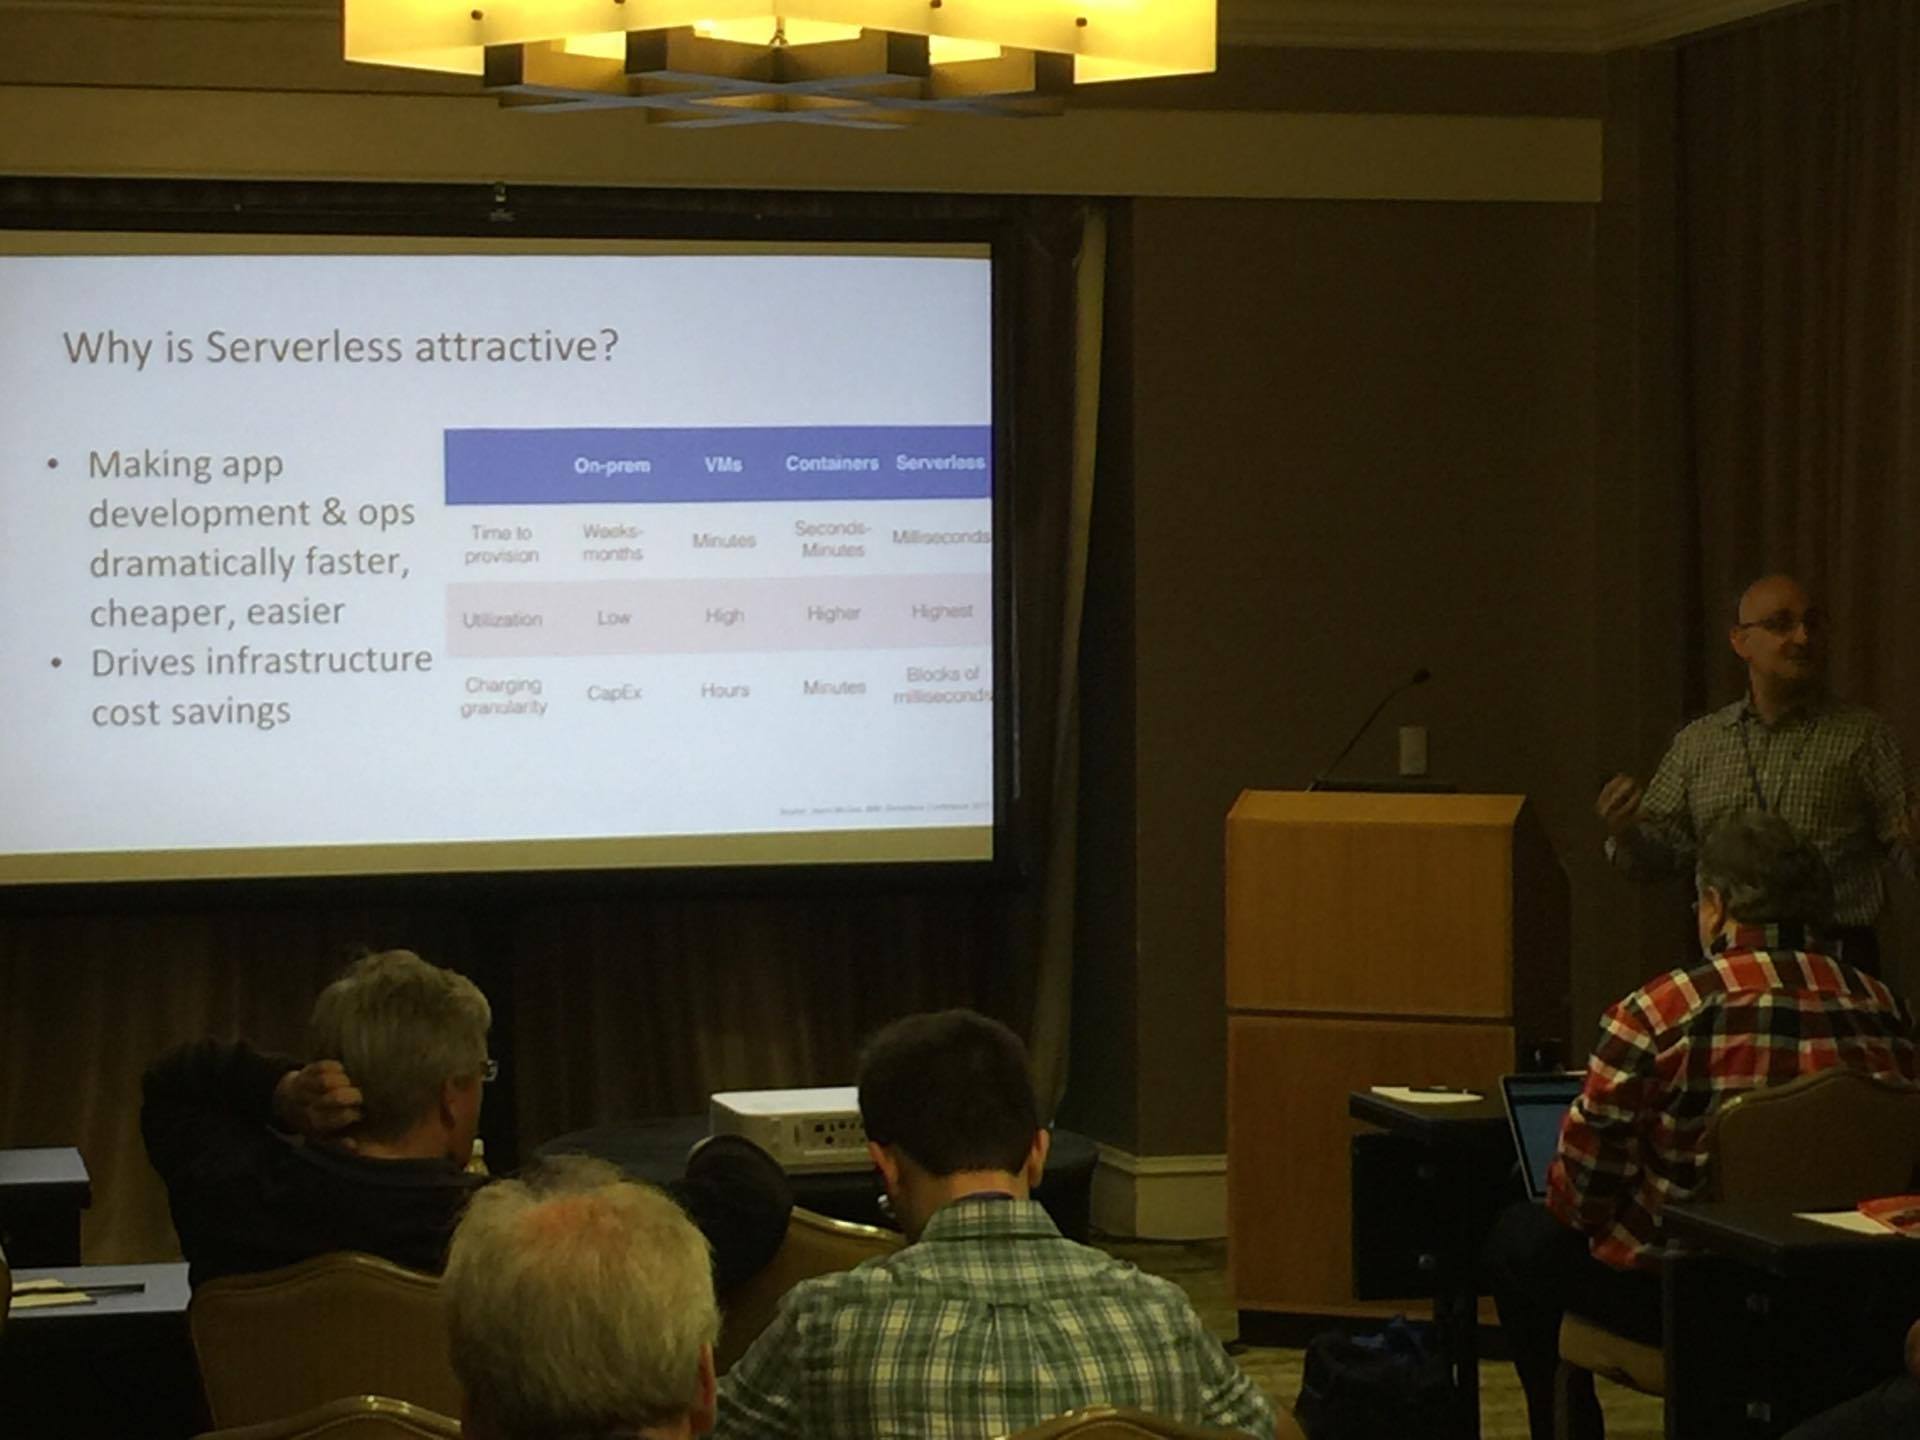 Why is Serverless attractive?
• Making app
development & ops
dramatically faster,
cheaper, easier
• Drives infrastructure
cost savings
On-prem VMs Containers Serverless
Time to provision Weeks-months Minutes Seconds-Minutes Milliseconds
Utilization Low High Higher Highest
Charging granularity CapEx Hours Minutes Blocks of milliseconds